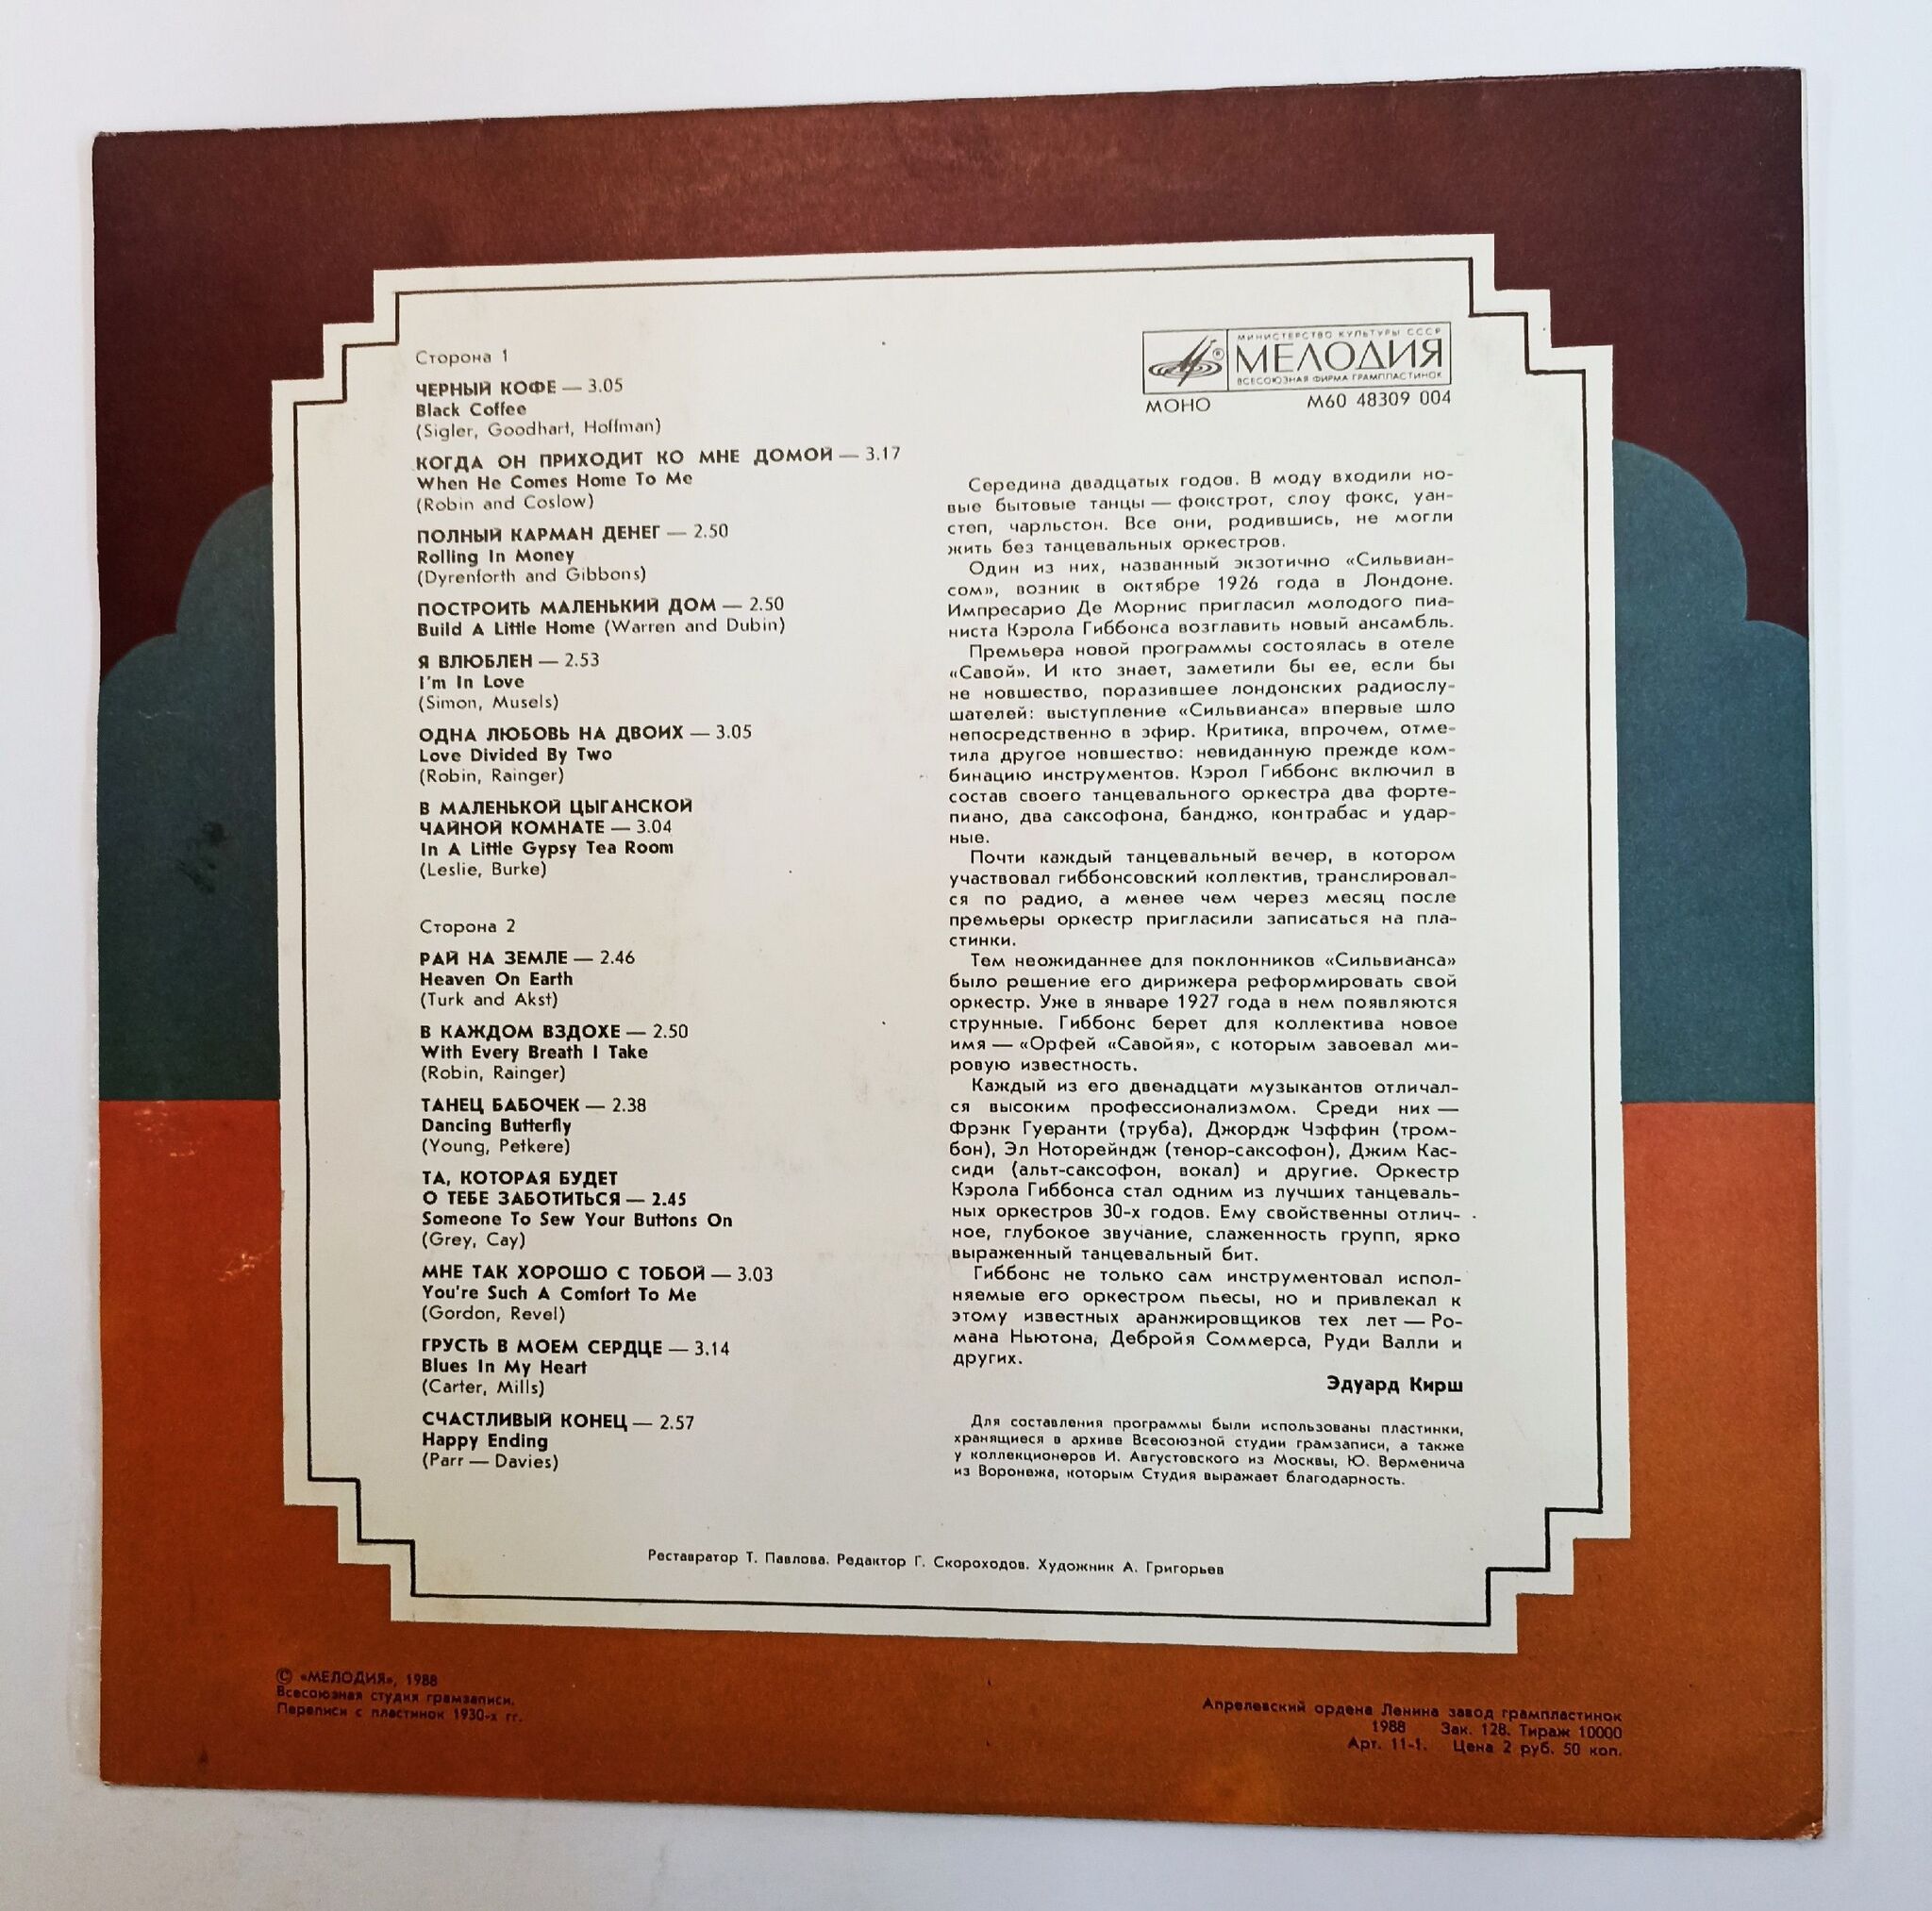 Сторона 1
ЧЕРНЫЙ КОФЕ — 3.05
Black Coffee
(Sigler, Goodhart, Hoffman)
КОГДА ОН ПРИХОДИТ КО МНЕ ДОМОЙ — 3.17
When He Comes Home To Me
(Robin and Coslow)
ПОЛНЫЙ КАРМАН ДЕНЕГ — 2.50
Rolling In Money
(Dyrenforth and Gibbons)
ПОСТРОИТЬ МАЛЕНЬКИЙ ДОМ — 2.50
Build A Little Home (Warren and Dubin)
Я ВЛЮБЛЕН — 2.53
I'm In Love
(Simon, Musels)
ОДНА ЛЮБОВЬ НА ДВОИХ — 3.05
Love Divided By Two
(Robin, Rainger)
В МАЛЕНЬКОЙ ЦЫГАНСКОЙ
ЧАЙНОЙ КОМНАТЕ — 3.04
In A Little Gypsy Tea Room
(Leslie, Burke)
Сторона 2
РАЙ НА ЗЕМЛЕ — 2.46
Heaven On Earth
(Turk and Akst)
В КАЖДОМ ВЗДОХЕ — 2.50
With Every Breath I Take
(Robin, Rainger)
ТАНЕЦ БАБОЧЕК — 2.38
Dancing Butterfly
(Young, Petkere)
ТА, КОТОРАЯ БУДЕТ
О ТЕБЕ ЗАБОТИТЬСЯ — 2.45
Someone To Sew Your Buttons On
(Grey, Cay)
МНЕ ТАК ХОРОШО С ТОБОЙ — 3.03
You're Such A Comfort To Me
(Gordon, Revel)
ГРУСТЬ В МОЕМ СЕРДЦЕ — 3.14
Blues In My Heart
(Carter, Mills)
СЧАСТЛИВЫЙ КОНЕЦ — 2.57
Happy Ending
(Parr — Davies)
МИНИСТЕРСТВО КУЛЬТУРЫ СССР
МЕЛОДИЯ
ВСЕСОЮЗНАЯ ФИРМА ГРАМПЛАСТИНОК
МОНО М60 48309 004
Середина двадцатых годов. В моду входили но-
вые бытовые танцы — фокстрот, слоу фокс, уан-
степ, чарльстон. Все они, родившись, не могли
жить без танцевальных оркестров.
Один из них, названный экзотично «Сильвиан-
сом», возник в октябре 1926 года в Лондоне.
Импресарио Де Морнис пригласил молодого пиа-
ниста Кэрола Гиббонса возглавить новый ансамбль.
Премьера новой программы состоялась в отеле
«Савой». И кто знает, заметили бы ее, если бы
не новшество, поразившее лондонских радиослу-
шателей: выступление «Сильвианса» впервые шло
непосредственно в эфир. Критика, впрочем, отме-
тила другое новшество: невиданную прежде ком-
бинацию инструментов. Кэрол Гиббонс включил в
состав своего танцевального оркестра два форте-
пиано, два саксофона, банджо, контрабас и удар-
ные.
Почти каждый танцевальный вечер, в котором
участвовал гиббонсовский коллектив, транслировал-
ся по радио, а менее чем через месяц после
премьеры оркестр пригласили записаться на пла-
стинки.
Тем неожиданнее для поклонников «Сильвианса»
было решение его дирижера реформировать свой
оркестр. Уже в январе 1927 года в нем появляются
струнные. Гиббонс берет для коллектива новое
имя — «Орфей «Савойя», с которым завоевал ми-
ровую известность.
Каждый из его двенадцати музыкантов отличал-
ся высоким профессионализмом. Среди них —
Фрэнк Гуеранти (труба), Джордж Чэффин (тром-
бон), Эл Ноторейндж (тенор-саксофон), Джим Кас-
сиди (альт-саксофон, вокал) и другие. Оркестр
Кэрола Гиббонса стал одним из лучших танцеваль-
ных оркестров 30-х годов. Ему свойственны отлич-
ное, глубокое звучание, слаженность групп, ярко
выраженный танцевальный бит.
Гиббонс не только сам инструментовал испол-
няемые его оркестром пьесы, но и привлекал к
этому известных аранжировщиков тех лет — Ро-
мана Ньютона, Дебройя Соммерса, Руди Валли и
других.
Эдуард Кирш
Для составления программы были использованы пластинки,
хранящиеся в архиве Всесоюзной студии грамзаписи, а также
у коллекционеров И. Августовского из Москвы, Ю. Верменича
из Воронежа, которым Студия выражает благодарность.
Реставратор Т. Павлова. Редактор Г. Скороходов. Художник А. Григорьев
© «МЕЛОДИЯ», 1988
Всесоюзная студия грамзаписи.
Переписи с пластинок 1930-х гг.
Апрелевский ордена Ленина завод грампластинок
1988 Зак. 128. Тираж 10000
Арт. 11-1. Цена 2 руб. 50 коп.